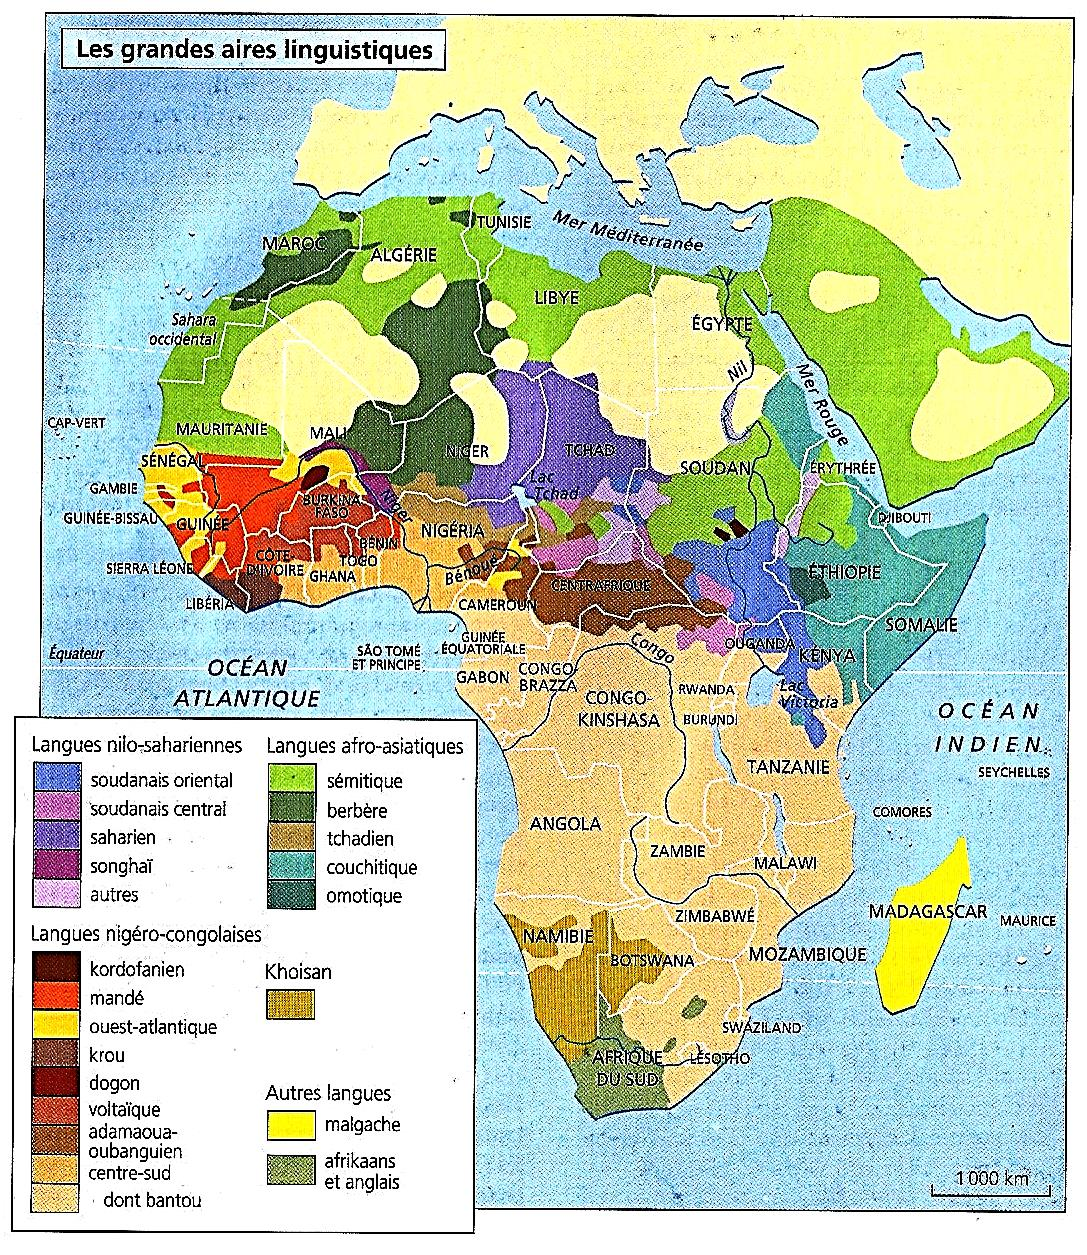 Les grandes aires linguistiques
Mer Méditerranée
MAROC
ALGÉRIE
TUNISIE
LIBYE
ÉGYPTE
Sahara
occidental
Nil
Mer Rouge
CAP-VERT
MAURITANIE
MALI
NIGER
TCHAD
SOUDAN
ÉRYTHRÉE
SÉNÉGAL
GAMBIE
GUINÉE-BISSAU
GUINÉE
BURKINA
FASO
Niger
Lac
Tchad
NIGÉRIA
DJIBOUTI
SIERRA LÉONE
CÔTE-
D'IVOIRE
GHANA
TOGO
BÉNIN
Bénoué
CENTRAFRIQUE
ÉTHIOPIE
LIBÉRIA
CAMEROUN
SOMALIE
Équateur
OCÉAN
ATLANTIQUE
SÃO TOMÉ
ET PRINCIPE
GUINÉE
ÉQUATORIALE
GABON
CONGO
BRAZZA
Congo
CONGO-
KINSHASA
OUGANDA
KÉNYA
RWANDA
BURUNDI
Lac
Victoria
OCÉAN
INDIEN
SEYCHELLES
TANZANIE
COMORES
ANGOLA
ZAMBIE
MALAWI
MADAGASCAR
MAURICE
ZIMBABWÉ
MOZAMBIQUE
NAMIBIE
BOTSWANA
SWAZILAND
LÉSOTHO
AFRIQUE
DU SUD
1 000 km
Langues nilo-sahariennes
soudanais oriental
soudanais central
saharien
songhaï
autres
Langues afro-asiatiques
sémitique
berbère
tchadien
couchitique
omotique
Langues nigéro-congolaises
kordofanien
mandé
ouest-atlantique
krou
dogon
voltaïque
adamaoua-
oubanguien
centre-sud
dont bantou
Khoisan
Autres langues
malgache
afrikaans
et anglais